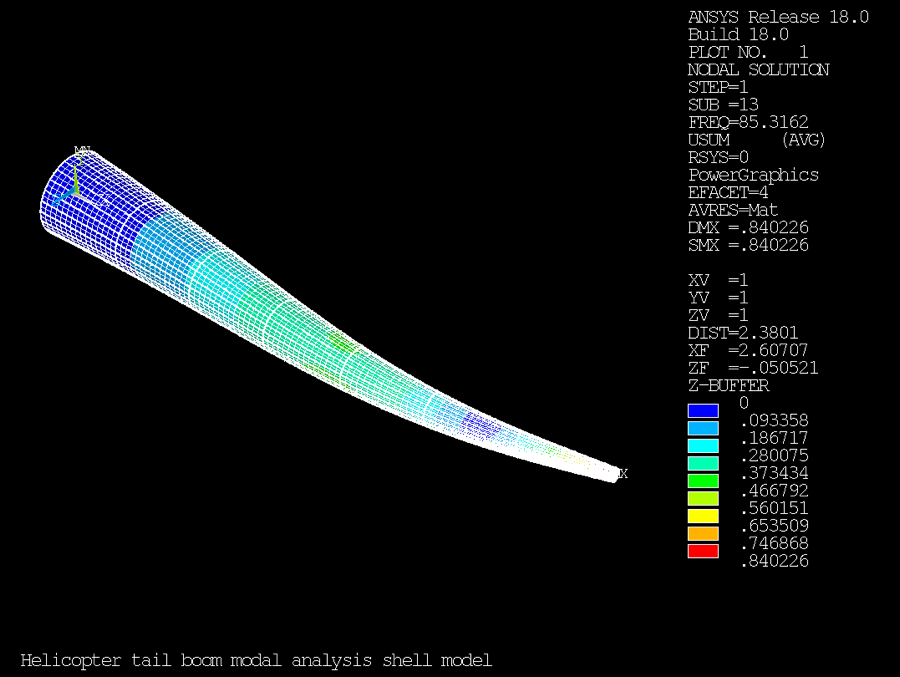 ANSYS Release 18.0
Build 18.0
PLOT NO. 1
NODAL SOLUTION
STEP=1
SUB =13
FREQ=85.3162
USUM (AVG)
RSYS=0
PowerGraphics
EFACET=4
AVRES=Mat
DMX =.840226
SMX =.840226
XV =1
YV =1
ZV =1
DIST=2.3801
XF =2.60707
ZF =-.050521
Z-BUFFER
0
.093358
.186717
.280075
.373434
.466792
.560151
.653509
.746868
.840226
MN
X
Helicopter tail boom modal analysis shell model